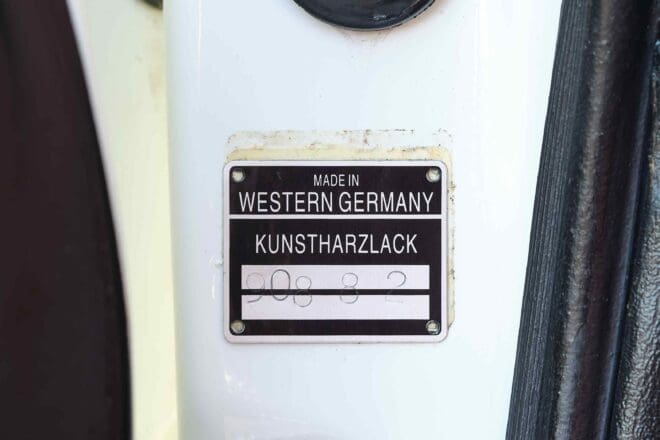 MADE IN
WESTERN GERMANY
KUNSTHARZLACK
908 8 2